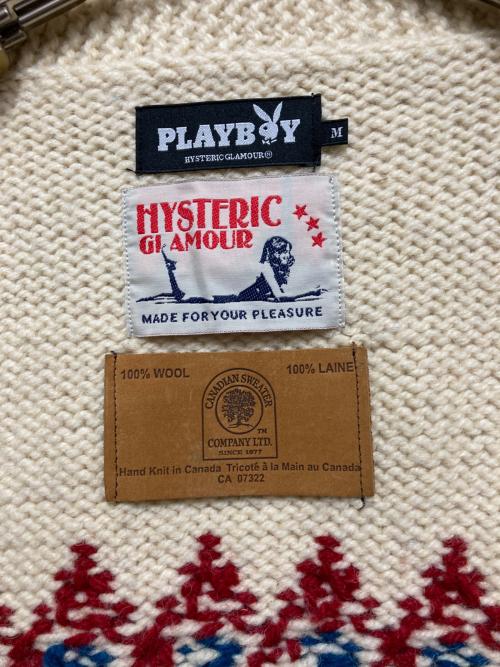 PLAYBOY
HYSTERIC GLAMOUR®
M
HYSTERIC
GLAMOUR
MADE FOR YOUR PLEASURE
100% WOOL 100% LAINE
CANADIAN SWEATER
COMPANY LTD.
TM
SINCE 1977
Hand Knit in Canada Tricoté à la Main au Canada
CA 07322